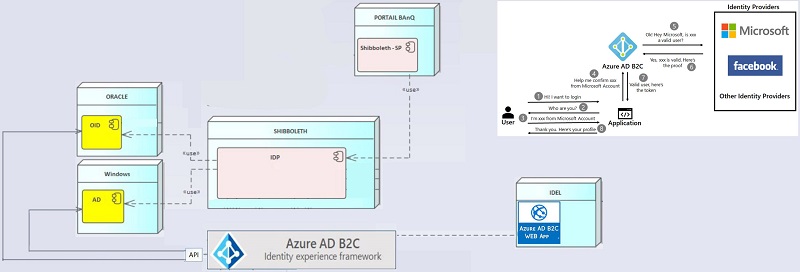 PORTAIL BAnQ
Shibboleth - SP
«use»
ORACLE
OID
SHIBBOLETH
IDP
«use»
«use»
Windows
AD
API
Azure AD B2C
Identity experience framework
IDEL
Azure AD B2C
WEB App
Identity Providers
Microsoft
facebook
Other Identity Providers
5
Ok! Hey Microsoft, is xxx
a valid user?
Yes, xxx is valid. Here's
the proof
6
Azure AD B2C
4
Help me confirm xxx
from Microsoft Account
7
Valid user, here's
the token
1 Hi! I want to login
Who are you? 2
3 I'm xxx from Microsoft Account
Thank you. Here's your profile 8
User
Application